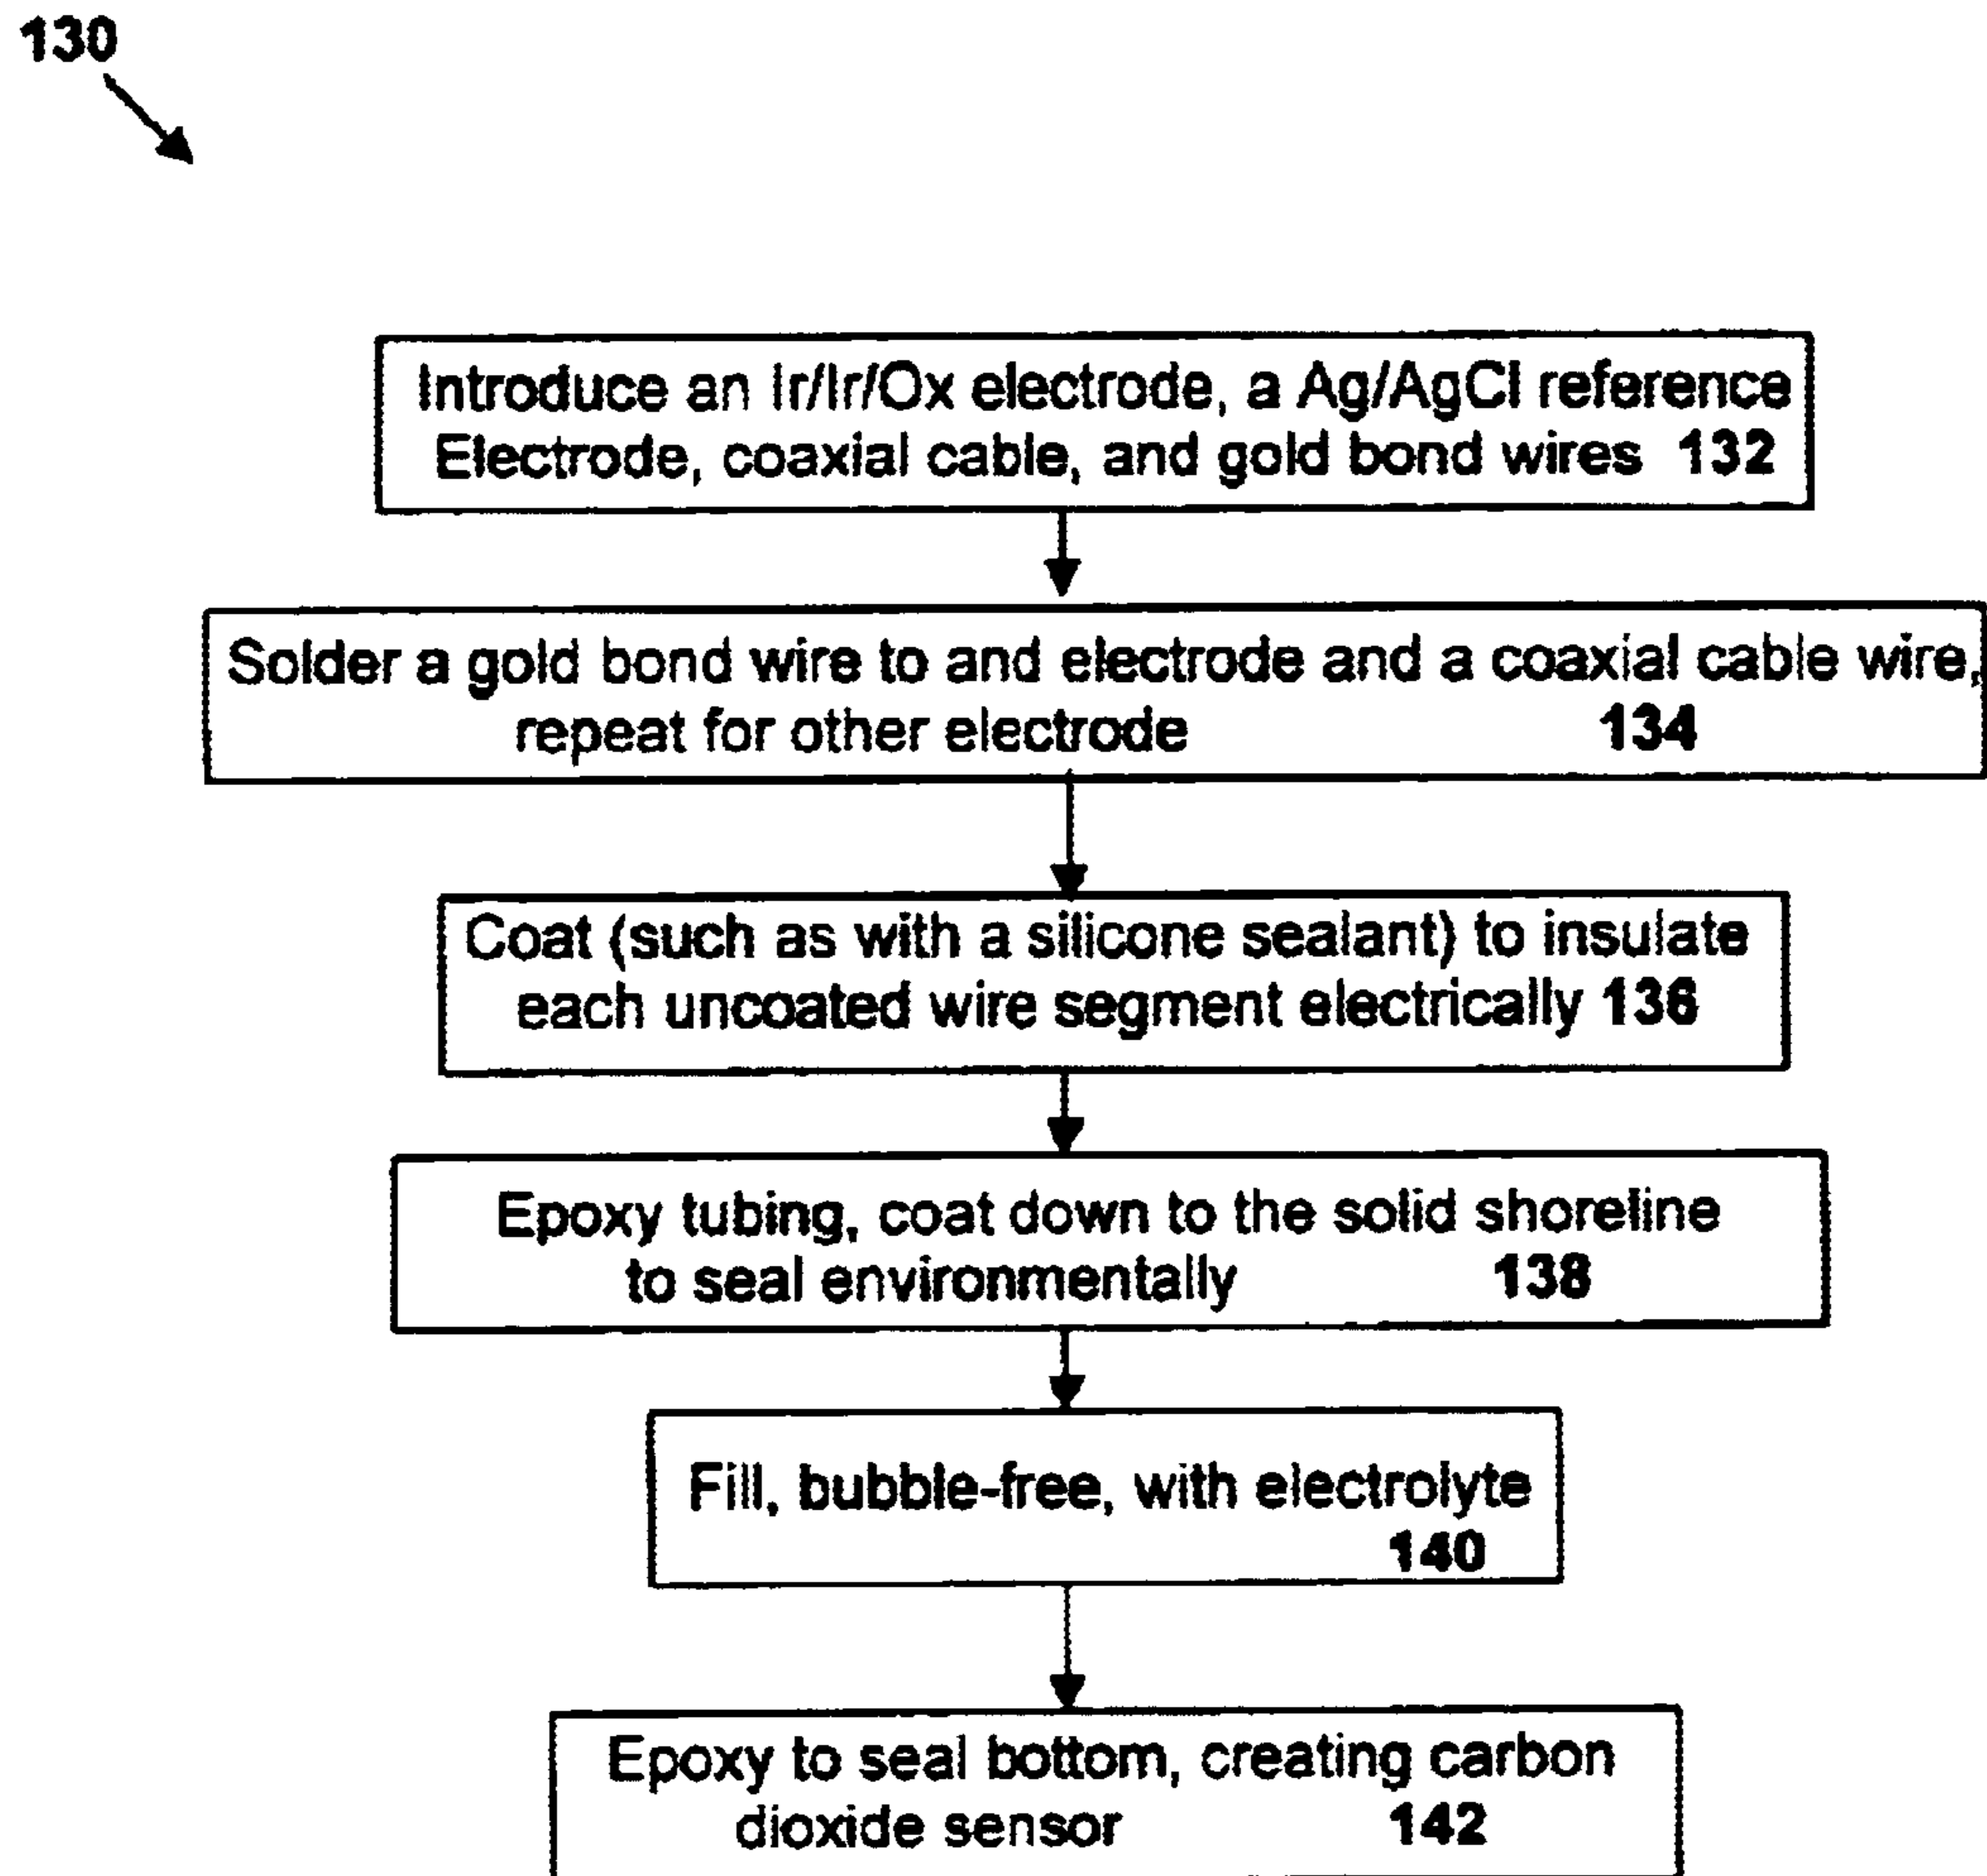 130
Introduce an Ir/Ir/Ox electrode, a Ag/AgCl reference
Electrode, coaxial cable, and gold bond wires 132
Solder a gold bond wire to and electrode and a coaxial cable wire,
repeat for other electrode 134
Coat (such as with a silicone sealant) to insulate
each uncoated wire segment electrically 136
Epoxy tubing, coat down to the solid shoreline
to seal environmentally 138
Fill, bubble-free, with electrolyte
140
Epoxy to seal bottom, creating carbon
dioxide sensor 142